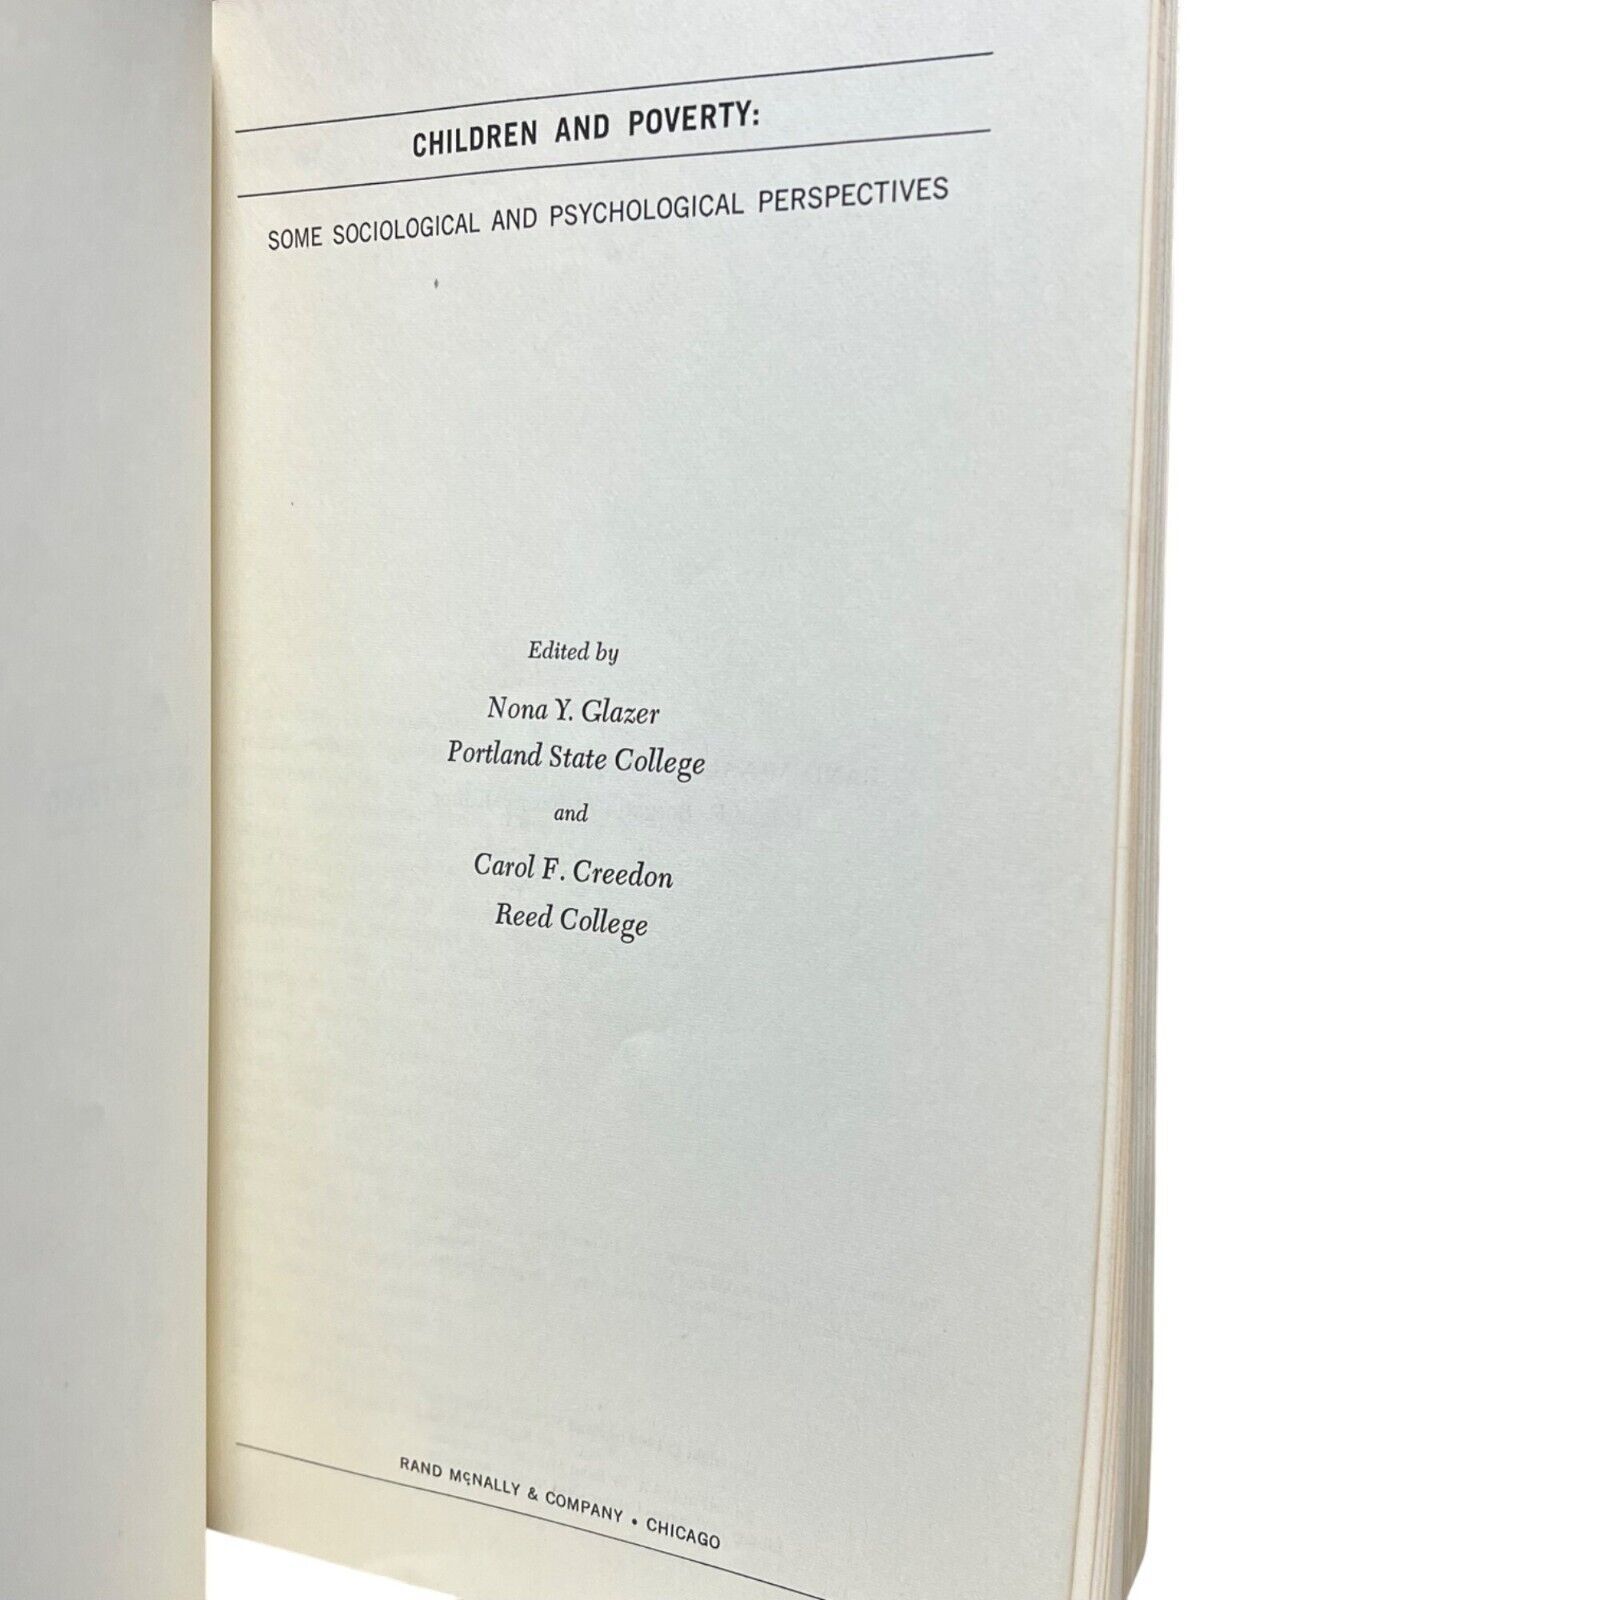 CHILDREN AND POVERTY:
SOME SOCIOLOGICAL AND PSYCHOLOGICAL PERSPECTIVES
Edited by
Nona Y. Glazer
Portland State College
and
Carol F. Creedon
Reed College
RAND McNALLY & COMPANY • CHICAGO